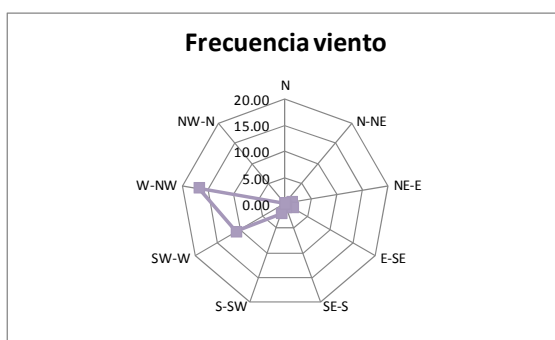 Frecuencia viento
N
20.00
NW-N
N-NE
15.00
10.00
W-NW
NE-E
5.00
0.00
SW-W
E-SE
S-SW
SE-S